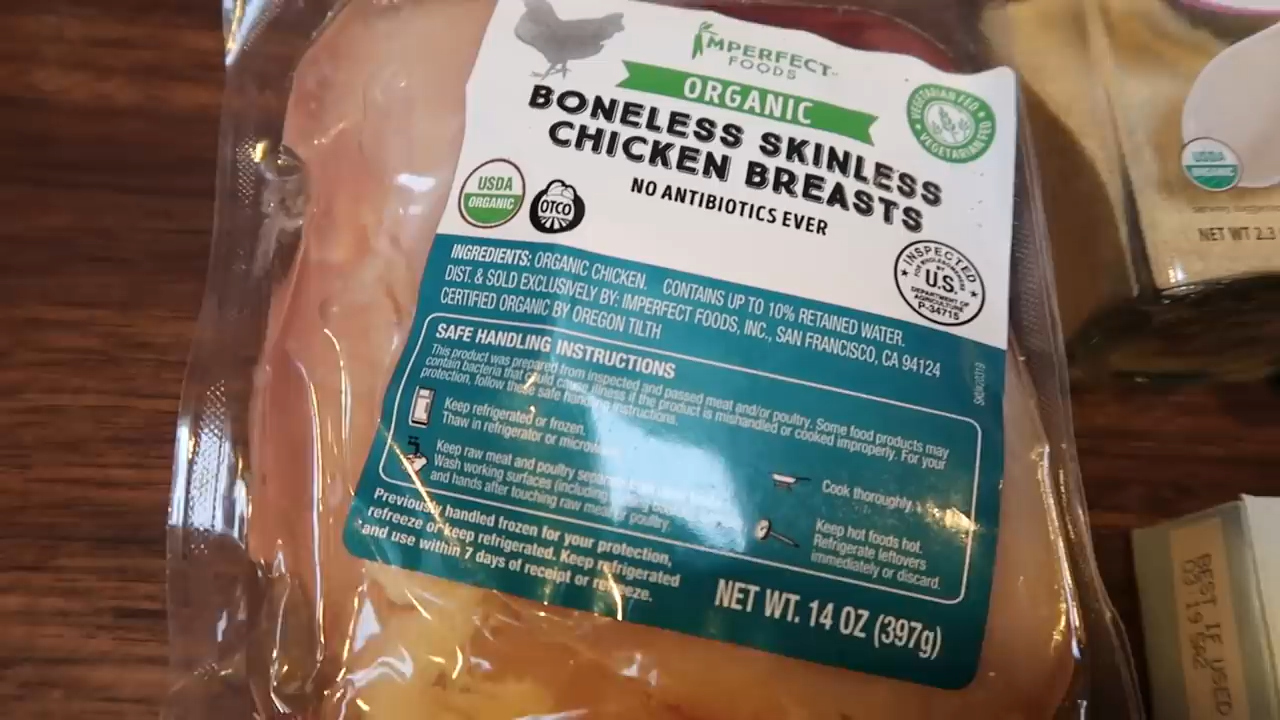 IMPERFECT
FOODS
ORGANIC
BONELESS SKINLESS
CHICKEN BREASTS
NO ANTIBIOTICS EVER
VEGETARIAN FED
VEGETARIAN FED
USDA
ORGANIC
OTCO
INSPECTED
BY
U.S.
DEPARTMENT OF
AGRICULTURE
P-34715
INGREDIENTS: ORGANIC CHICKEN. CONTAINS UP TO 10% RETAINED WATER.
DIST. & SOLD EXCLUSIVELY BY: IMPERFECT FOODS, INC., SAN FRANCISCO, CA 94124
CERTIFIED ORGANIC BY OREGON TILTH
SAFE HANDLING INSTRUCTIONS
This product was prepared from inspected and passed meat and/or poultry. Some food products may
contain bacteria that could cause illness if the product is mishandled or cooked improperly. For your
protection, follow these safe handling instructions.
Keep refrigerated or frozen.
Thaw in refrigerator or
Keep raw meat and poultry
Wash working surfaces (including
and hands after touching raw meat poultry.
Cook thoroughly.
Keep hot foods hot.
Refrigerate leftovers
immediately or discard.
Previously handled frozen for your protection,
refreeze or keep refrigerated. Keep refrigerated
and use within 7 days of receipt or refreeze.
NET WT. 14 OZ (397g)
USDA
ORGANIC
NET WT 2.3
BEST IF USED